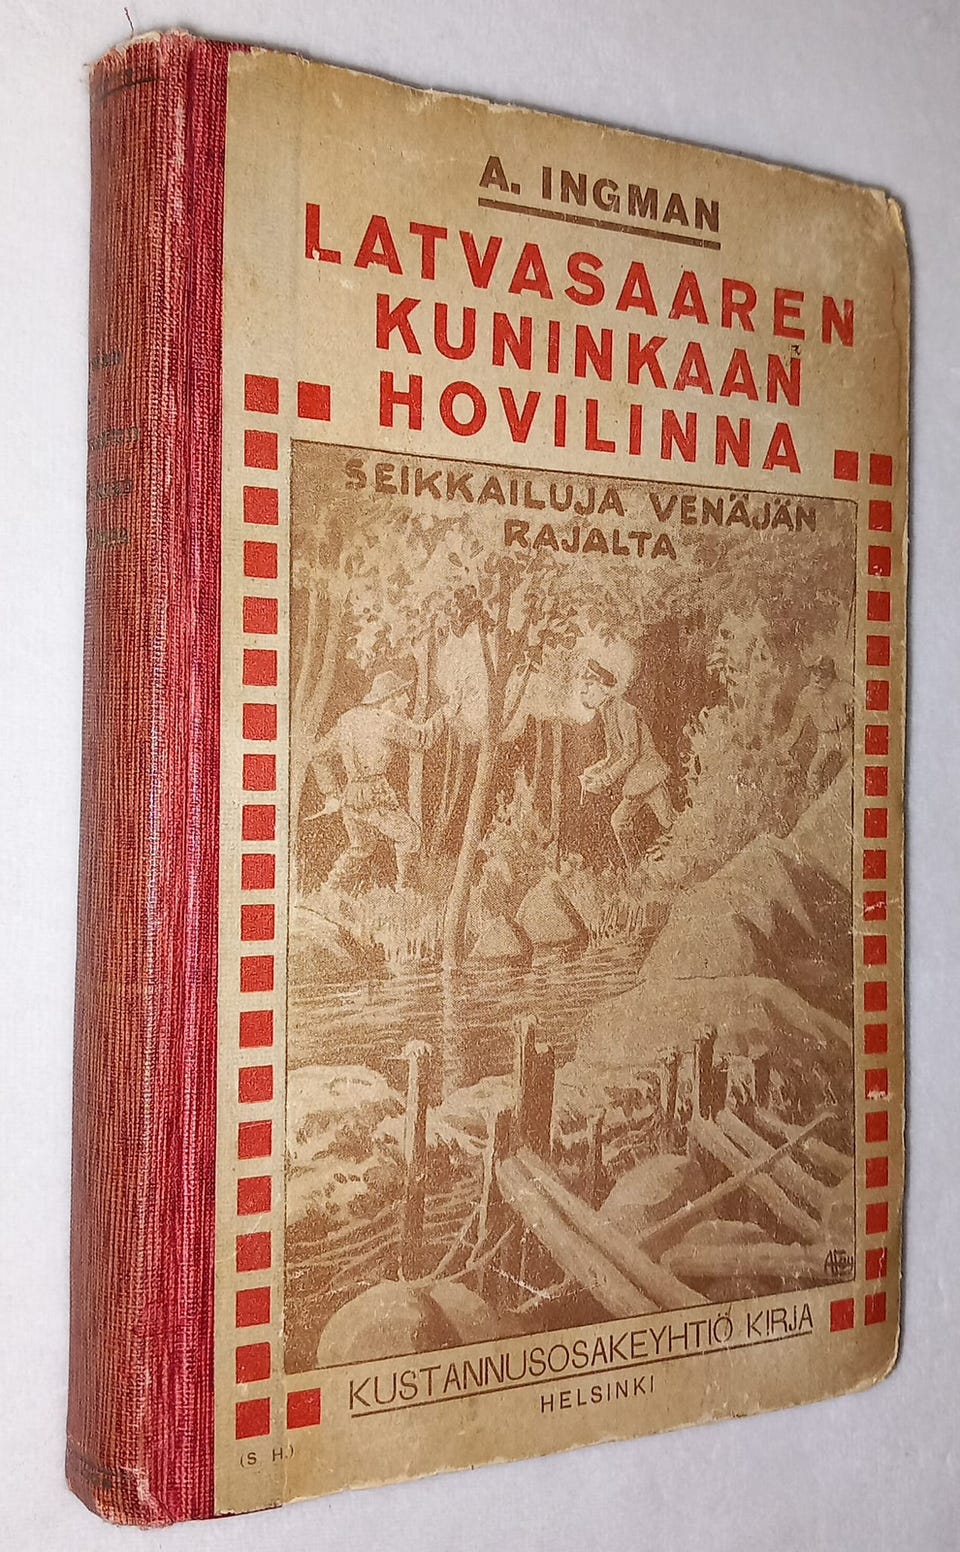 A. INGMAN
LATVASAAREN
KUNINKAAN
HOVILINNA
SEIKKAILUJA VENÄJÄN
RAJALTA
KUSTANNUSOSAKEYHTIÖ KIRJA
HELSINKI
(S H.)